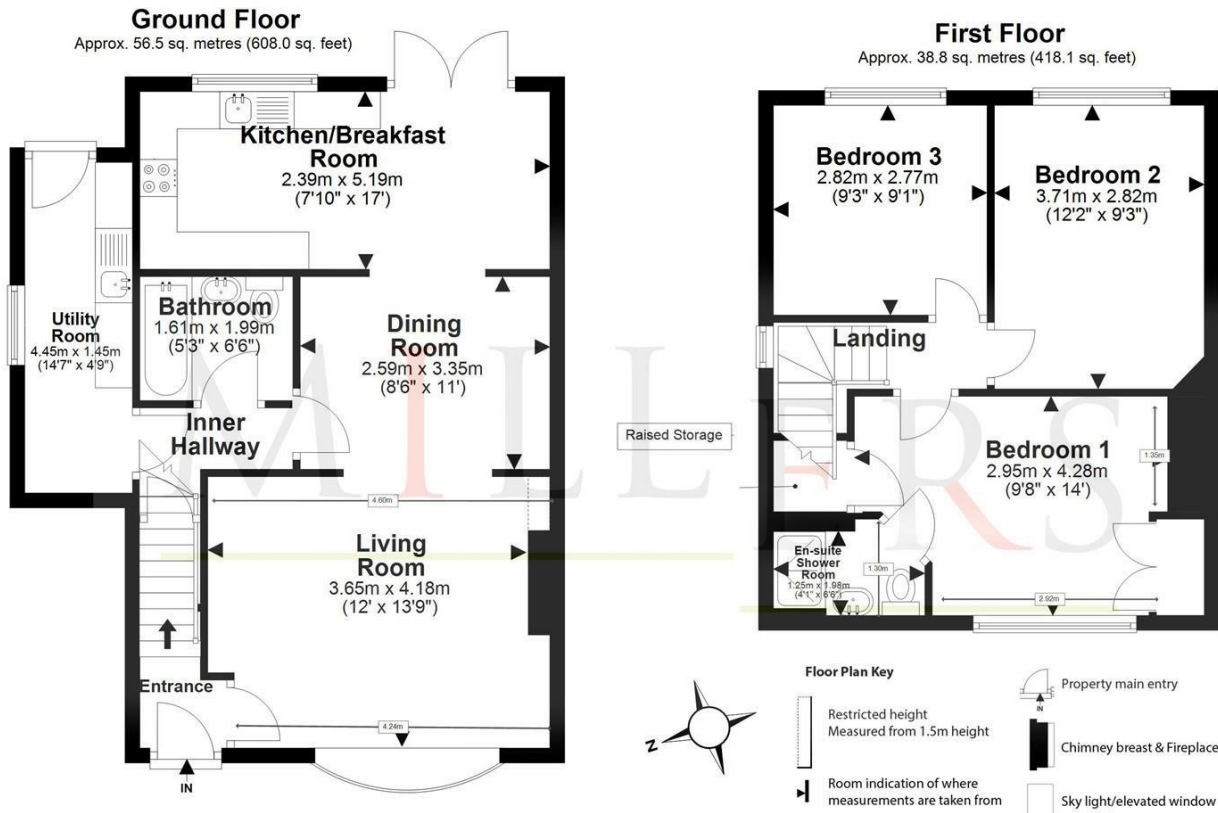 Ground Floor
Approx. 56.5 sq. metres (608.0 sq. feet)
Kitchen/Breakfast
Room
2.39m x 5.19m
(7'10" x 17')
Bathroom
1.61m x 1.99m
(5'3" x 6'6")
Utility
Room
4.45m x 1.45m
(14'7" x 4'9")
Dining
Room
2.59m x 3.35m
(8'6" x 11')
Inner
Hallway
4.60m
Living
Room
3.65m x 4.18m
(12' x 13'9")
Entrance
4.24m
IN
First Floor
Approx. 38.8 sq. metres (418.1 sq. feet)
Bedroom 3
2.82m x 2.77m
(9'3" x 9'1")
Bedroom 2
3.71m x 2.82m
(12'2" x 9'3")
Landing
Raised Storage
Bedroom 1
2.95m x 4.28m
(9'8" x 14')
1.35m
En-suite
Shower
Room
1.25m x 1.98m
(4'1" x 6'6")
1.30m
2.92m
MILLERS
N
Floor Plan Key
Restricted height
Measured from 1.5m height
Room indication of where
measurements are taken from
Property main entry
IN
Chimney breast & Fireplace
Sky light/elevated window